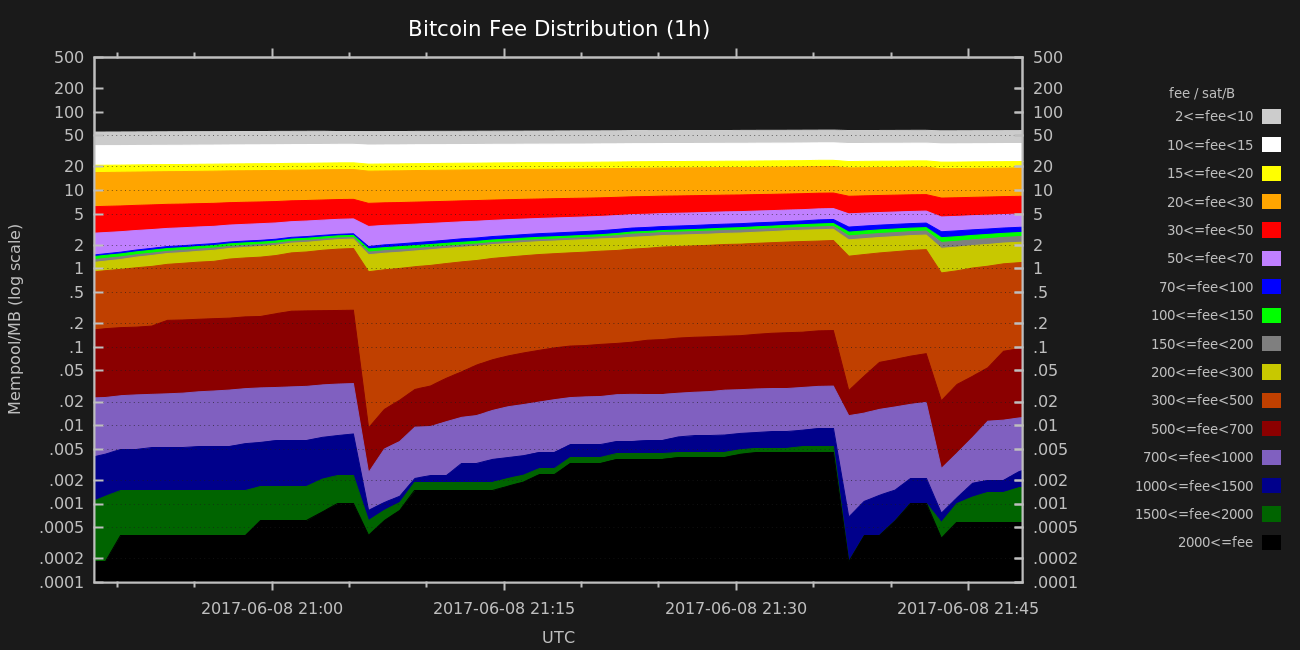 Bitcoin Fee Distribution (1h)
Mempool/MB (log scale)
500
200
100
50
20
10
5
2
1
.5
.2
.1
.05
.02
.01
.005
.002
.001
.0005
.0002
.0001
500
200
100
50
20
10
5
2
1
.5
.2
.1
.05
.02
.01
.005
.002
.001
.0005
.0002
.0001
2017-06-08 21:00
2017-06-08 21:15
2017-06-08 21:30
2017-06-08 21:45
UTC
fee / sat/B
2<=fee<10
10<=fee<15
15<=fee<20
20<=fee<30
30<=fee<50
50<=fee<70
70<=fee<100
100<=fee<150
150<=fee<200
200<=fee<300
300<=fee<500
500<=fee<700
700<=fee<1000
1000<=fee<1500
1500<=fee<2000
2000<=fee